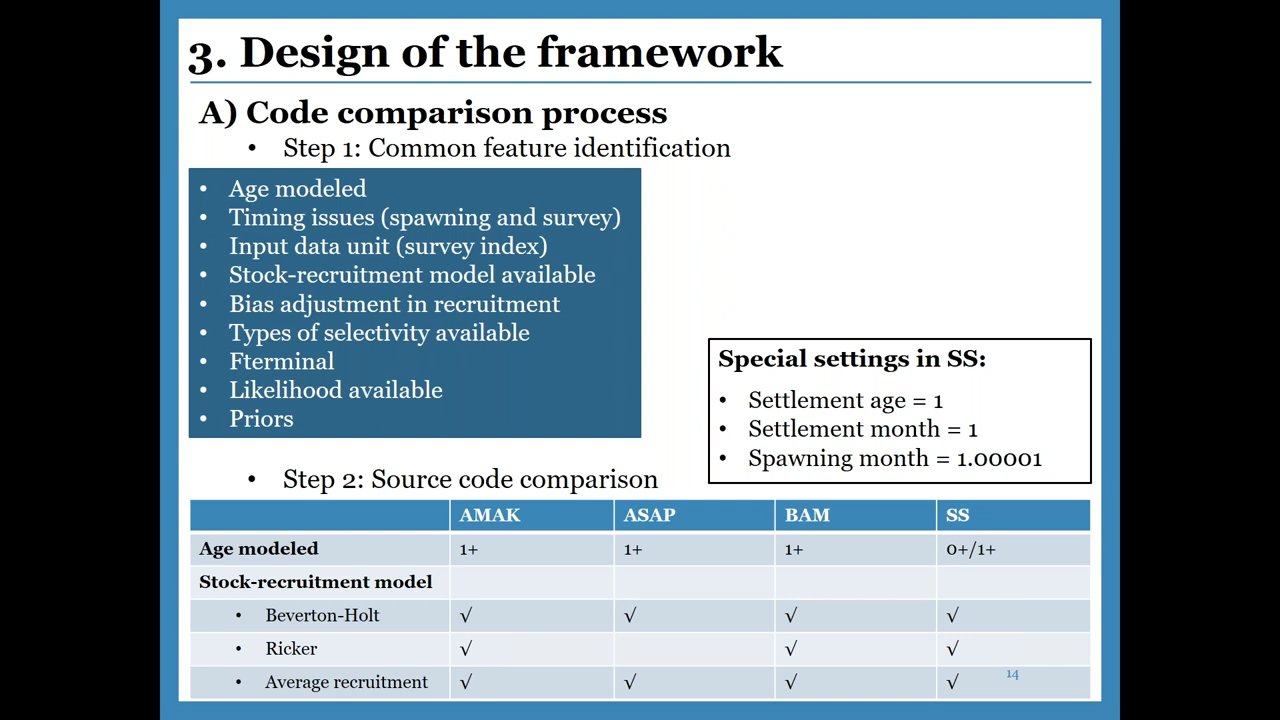 3. Design of the framework
A) Code comparison process
• Step 1: Common feature identification
• Age modeled
• Timing issues (spawning and survey)
• Input data unit (survey index)
• Stock-recruitment model available
• Bias adjustment in recruitment
• Types of selectivity available
• Fterminal
• Likelihood available
• Priors
Special settings in SS:
• Settlement age = 1
• Settlement month = 1
• Spawning month = 1.00001
• Step 2: Source code comparison
AMAK ASAP BAM SS
Age modeled 1+ 1+ 1+ 0+/1+
Stock-recruitment model
• Beverton-Holt √ √ √ √
• Ricker √ √ √
• Average recruitment √ √ √ √
14